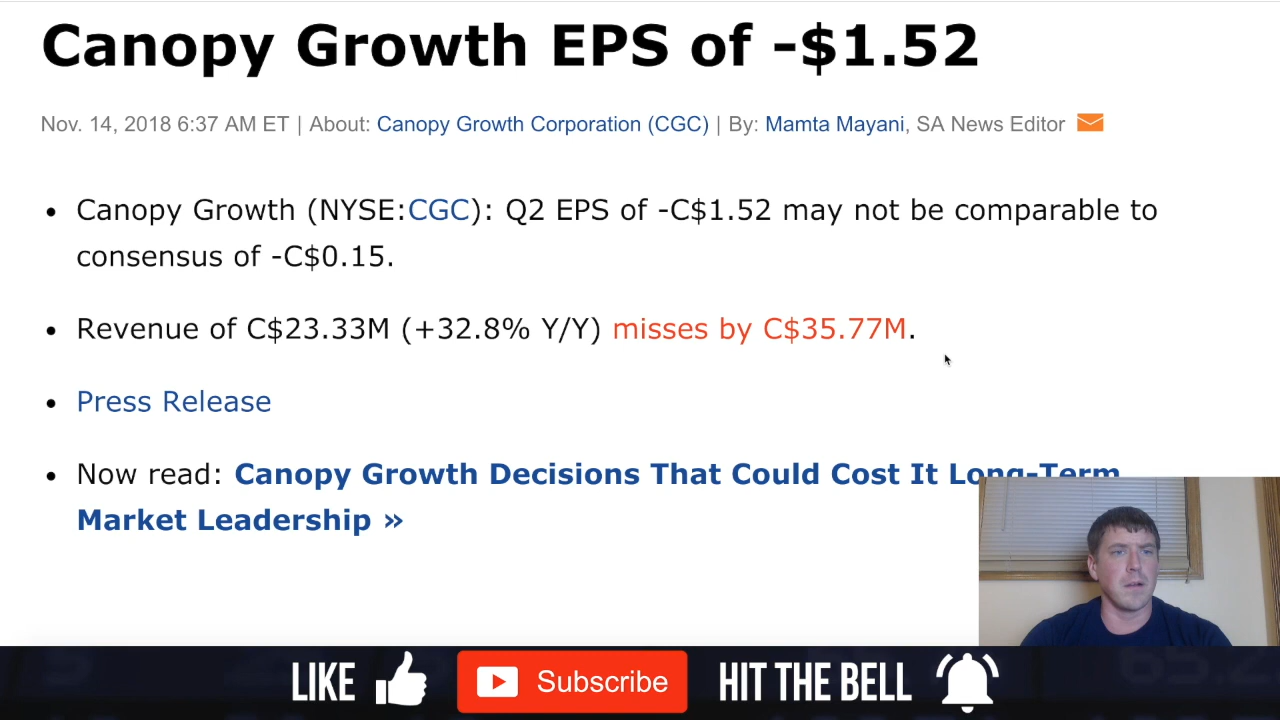 Canopy Growth EPS of -$1.52
Nov. 14, 2018 6:37 AM ET | About: Canopy Growth Corporation (CGC) | By: Mamta Mayani, SA News Editor
• Canopy Growth (NYSE:CGC): Q2 EPS of -C$1.52 may not be comparable to
consensus of -C$0.15.
• Revenue of C$23.33M (+32.8% Y/Y) misses by C$35.77M.
• Press Release
• Now read: Canopy Growth Decisions That Could Cost It Long-Term
Market Leadership »
LIKE Subscribe HIT THE BELL